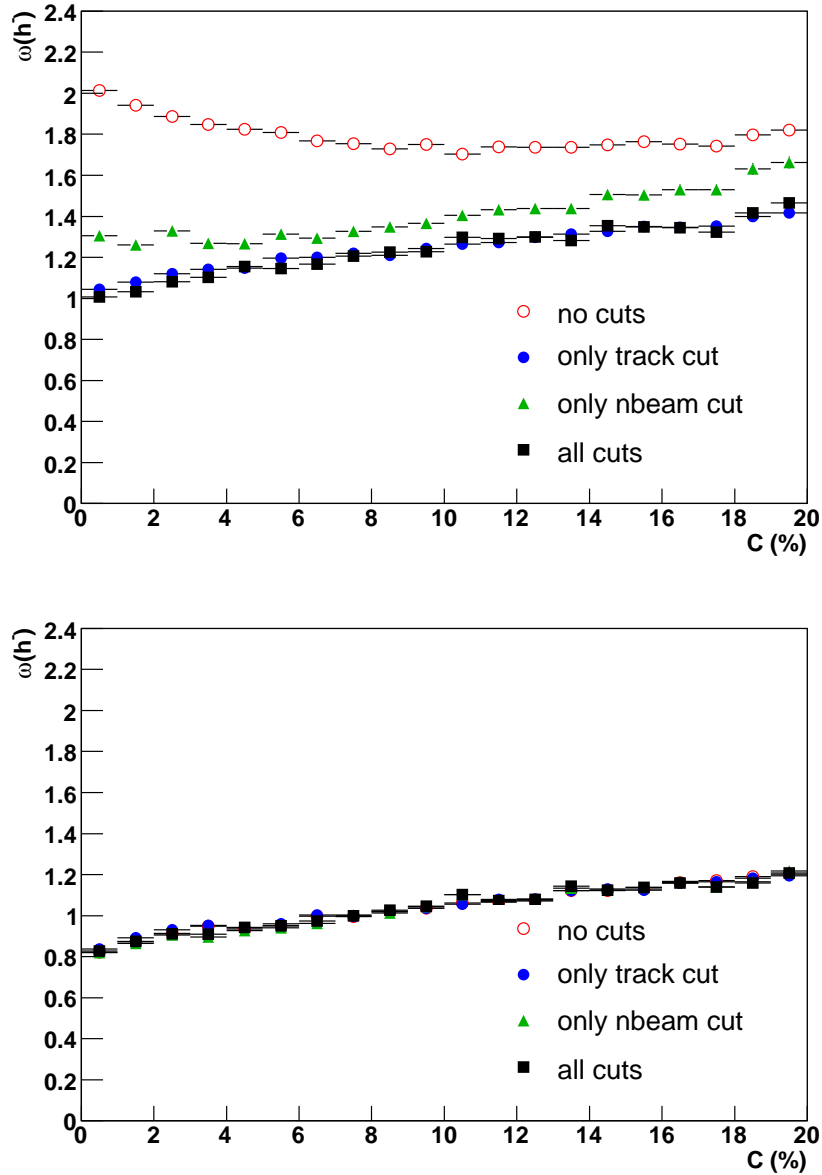 ω(h⁻)
2.4
2.2
2
1.8
1.6
1.4
1.2
1
0.8
0.6
0.4
0.2
0
no cuts
only track cut
only nbeam cut
all cuts
0 2 4 6 8 10 12 14 16 18 20
C (%)
ω(h⁻)
2.4
2.2
2
1.8
1.6
1.4
1.2
1
0.8
0.6
0.4
0.2
0
no cuts
only track cut
only nbeam cut
all cuts
0 2 4 6 8 10 12 14 16 18 20
C (%)